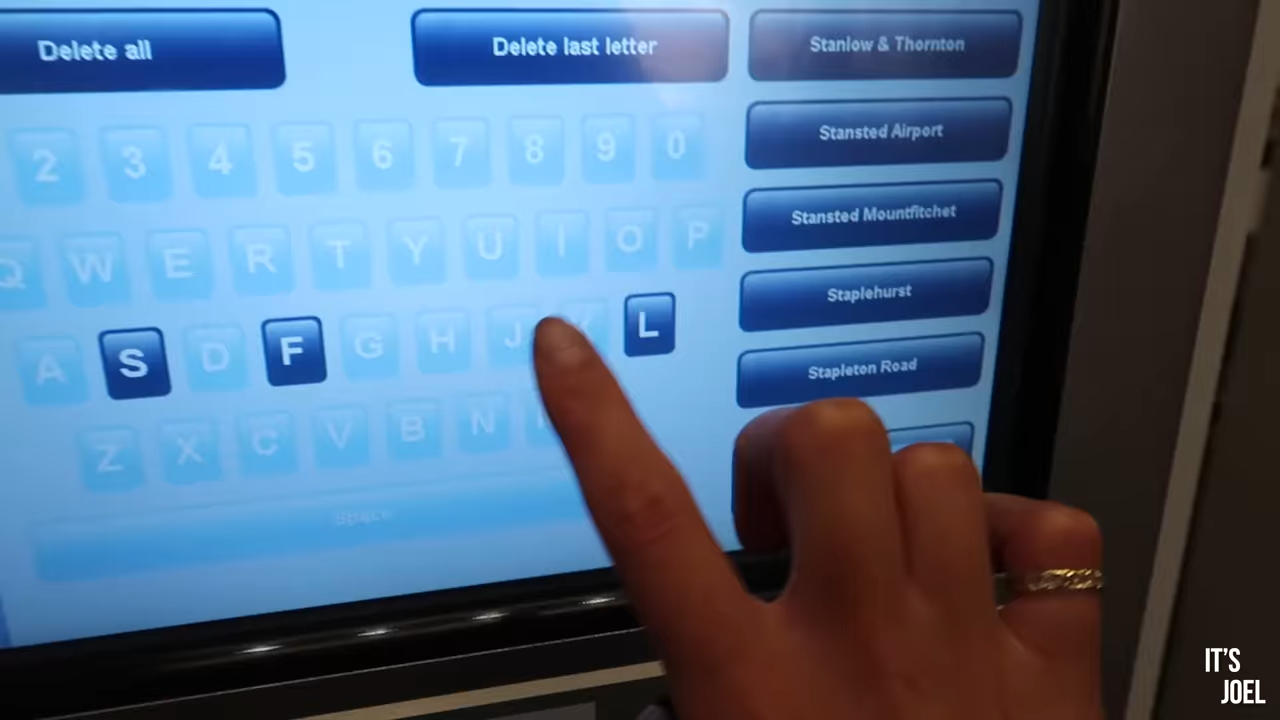 Delete all
Delete last letter
Stanlow & Thornton
Stansted Airport
Stansted Mountfitchet
Staplehurst
Stapleton Road
2 3 4 5 6 7 8 9 0
Q W E R T Y U I O P
A S D F G H J K L
Z X C V B N
Space
IT'S
JOEL